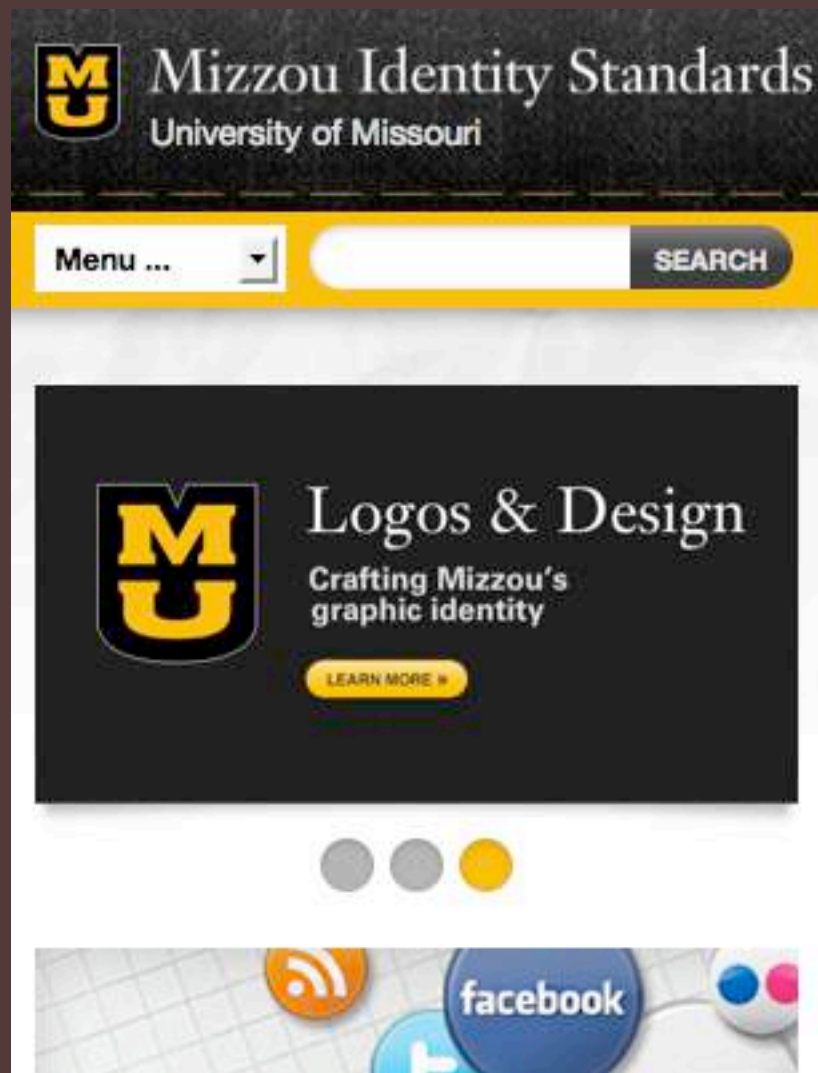 MU
Mizzou Identity Standards
University of Missouri
Menu ...
SEARCH
MU
Logos & Design
Crafting Mizzou's
graphic identity
LEARN MORE »
facebook
t